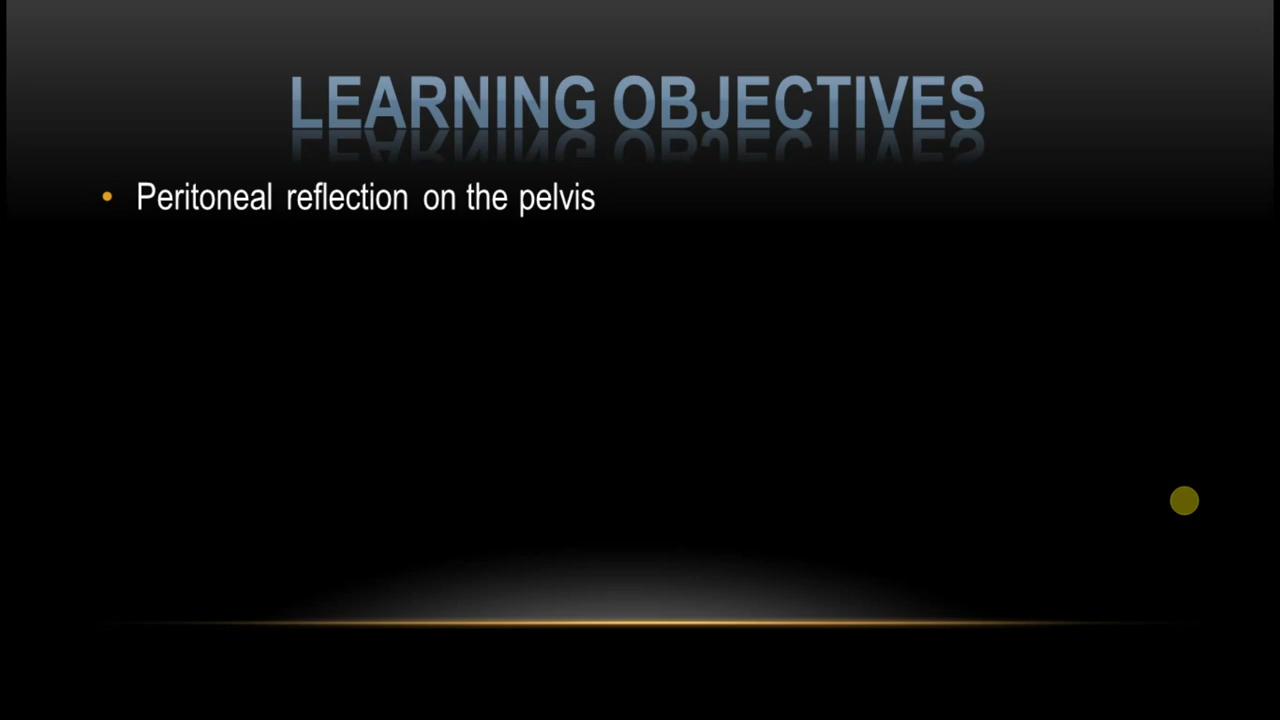 LEARNING OBJECTIVES
• Peritoneal reflection on the pelvis